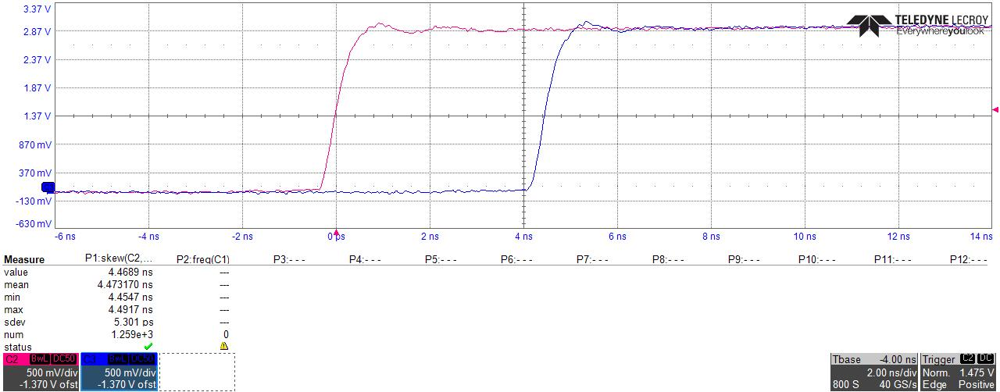 3.37 V
TELEDYNE LECROY
Everywhereyoulook
2.87 V
2.37 V
1.87 V
1.37 V
870 mV
370 mV
-130 mV
-630 mV
-6 ns -4 ns -2 ns 0 ps 2 ns 4 ns 6 ns 8 ns 10 ns 12 ns 14 ns
Measure P1:skew(C2,... P2:freq(C1) P3:- - - P4:- - - P5:- - - P6:- - - P7:- - - P8:- - - P9:- - - P10:- - - P11:- - - P12:- - -
value 4.4689 ns ---
mean 4.473170 ns ---
min 4.4547 ns ---
max 4.4917 ns ---
sdev 5.301 ps ---
num 1.259e+3 0
status
C2 BwL DC50 C3 BwL DC50 Tbase -4.00 ns Trigger C2 DC
500 mV/div 500 mV/div 2.00 ns/div Norm. 1.475 V
-1.370 V ofst -1.370 V ofst 800 S 40 GS/s Edge Positive